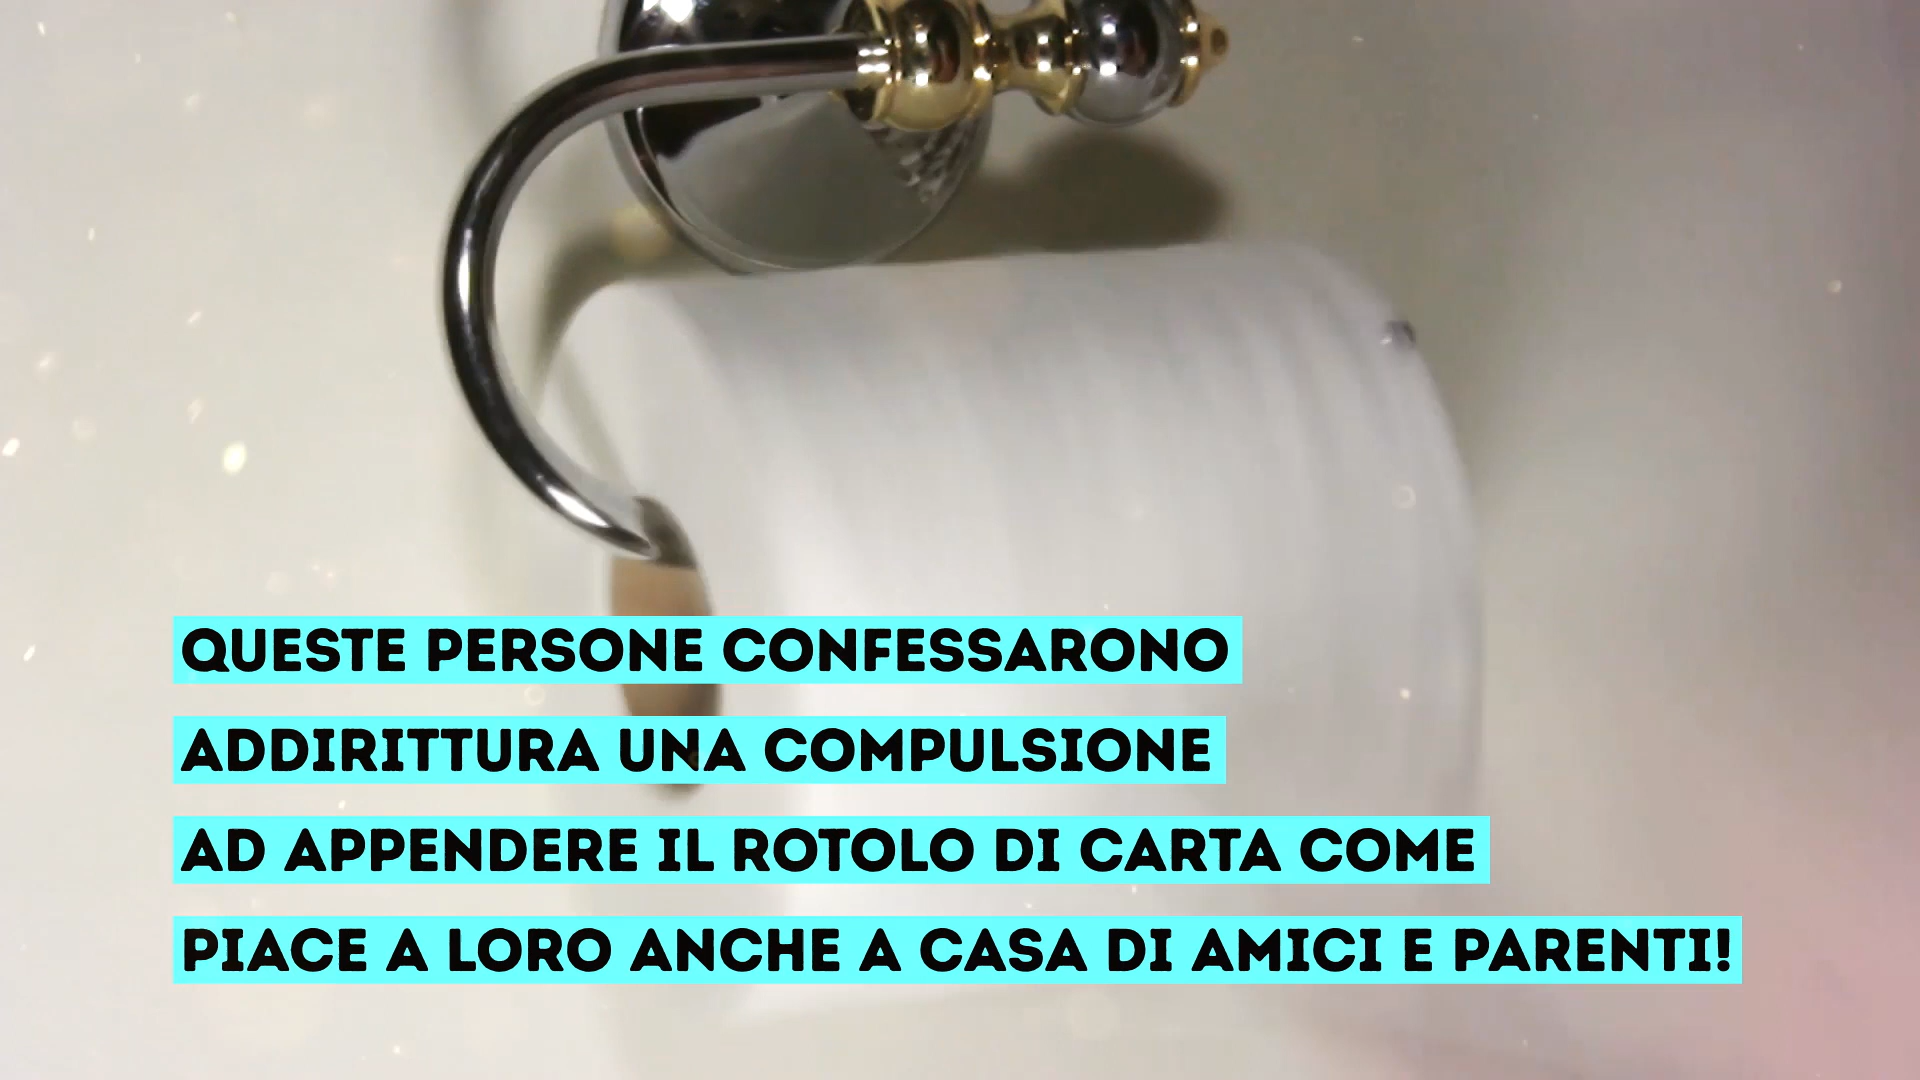 QUESTE PERSONE CONFESSARONO
ADDIRITTURA UNA COMPULSIONE
AD APPENDERE IL ROTOLO DI CARTA COME
PIACE A LORO ANCHE A CASA DI AMICI E PARENTI!